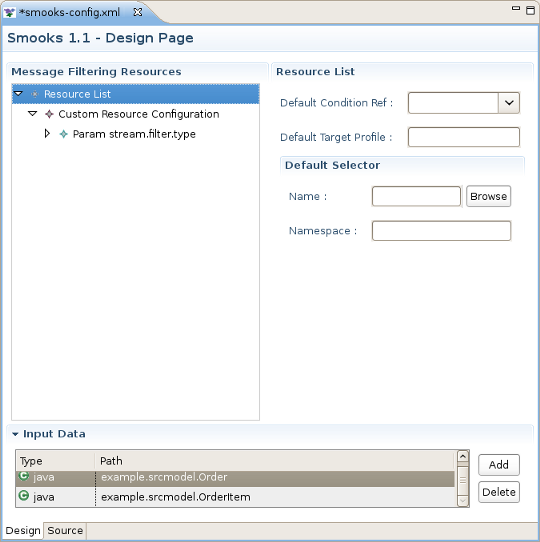 *smooks-config.xml
Smooks 1.1 - Design Page
Message Filtering Resources
Resource List
Custom Resource Configuration
Param stream.filter.type
Resource List
Default Condition Ref :
Default Target Profile :
Default Selector
Name :
Browse
Namespace :
Input Data
Type Path
java example.srcmodel.Order
java example.srcmodel.OrderItem
Add
Delete
Design Source